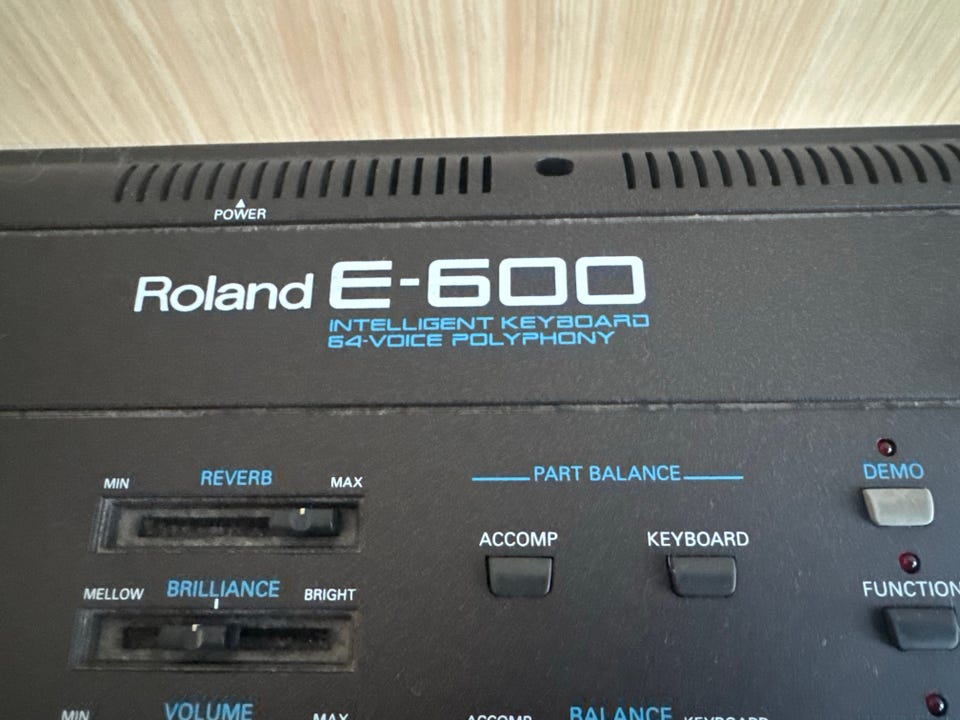 POWER
Roland E-600
INTELLIGENT KEYBOARD
64-VOICE POLYPHONY
MIN REVERB MAX
PART BALANCE
DEMO
ACCOMP KEYBOARD
MELLOW BRILLIANCE BRIGHT
FUNCTION
MIN VOLUME MAX
ACCOMP BALANCE KEYBOARD